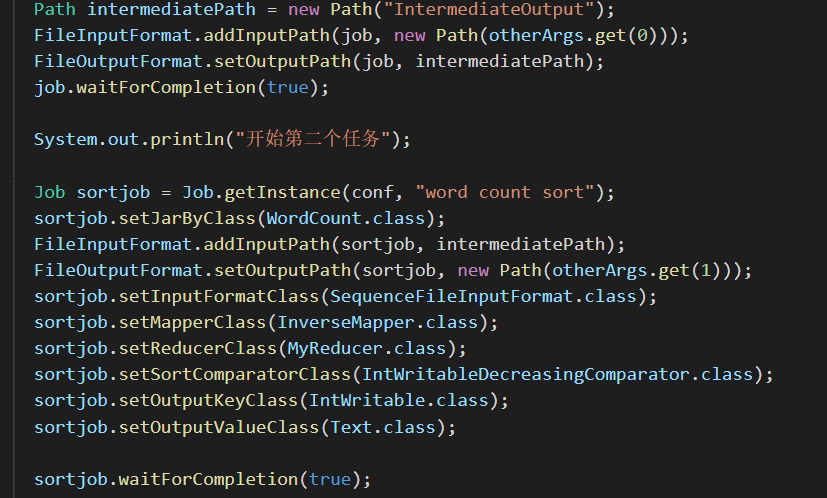 Path intermediatePath = new Path("IntermediateOutput");
FileInputFormat.addInputPath(job, new Path(otherArgs.get(0)));
FileOutputFormat.setOutputPath(job, intermediatePath);
job.waitForCompletion(true);
System.out.println("开始第二个任务");
Job sortjob = Job.getInstance(conf, "word count sort");
sortjob.setJarByClass(WordCount.class);
FileInputFormat.addInputPath(sortjob, intermediatePath);
FileOutputFormat.setOutputPath(sortjob, new Path(otherArgs.get(1)));
sortjob.setInputFormatClass(SequenceFileInputFormat.class);
sortjob.setMapperClass(InverseMapper.class);
sortjob.setReducerClass(MyReducer.class);
sortjob.setSortComparatorClass(IntWritableDecreasingComparator.class);
sortjob.setOutputKeyClass(IntWritable.class);
sortjob.setOutputValueClass(Text.class);
sortjob.waitForCompletion(true);